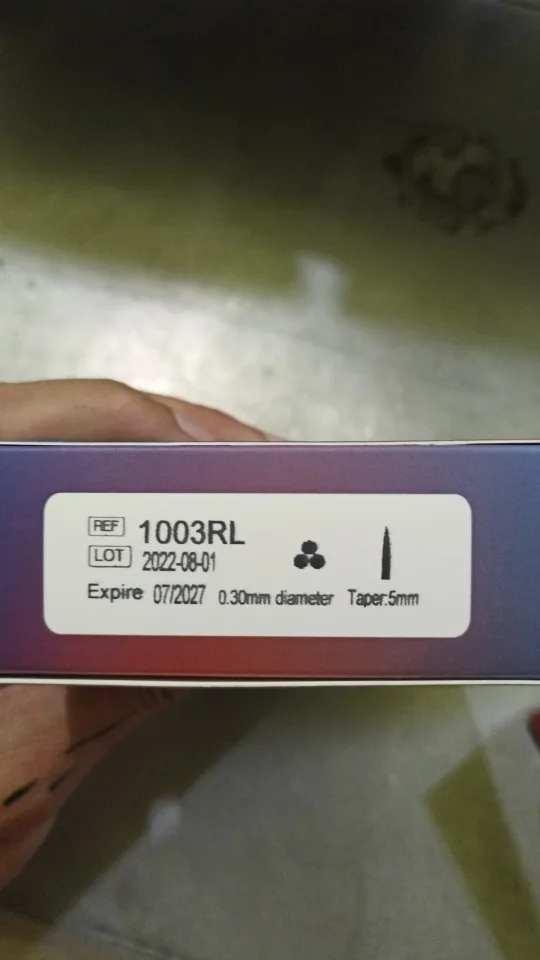 REF 1003RL
LOT 2022-08-01
Expire 07/2027 0.30mm diameter Taper:5mm